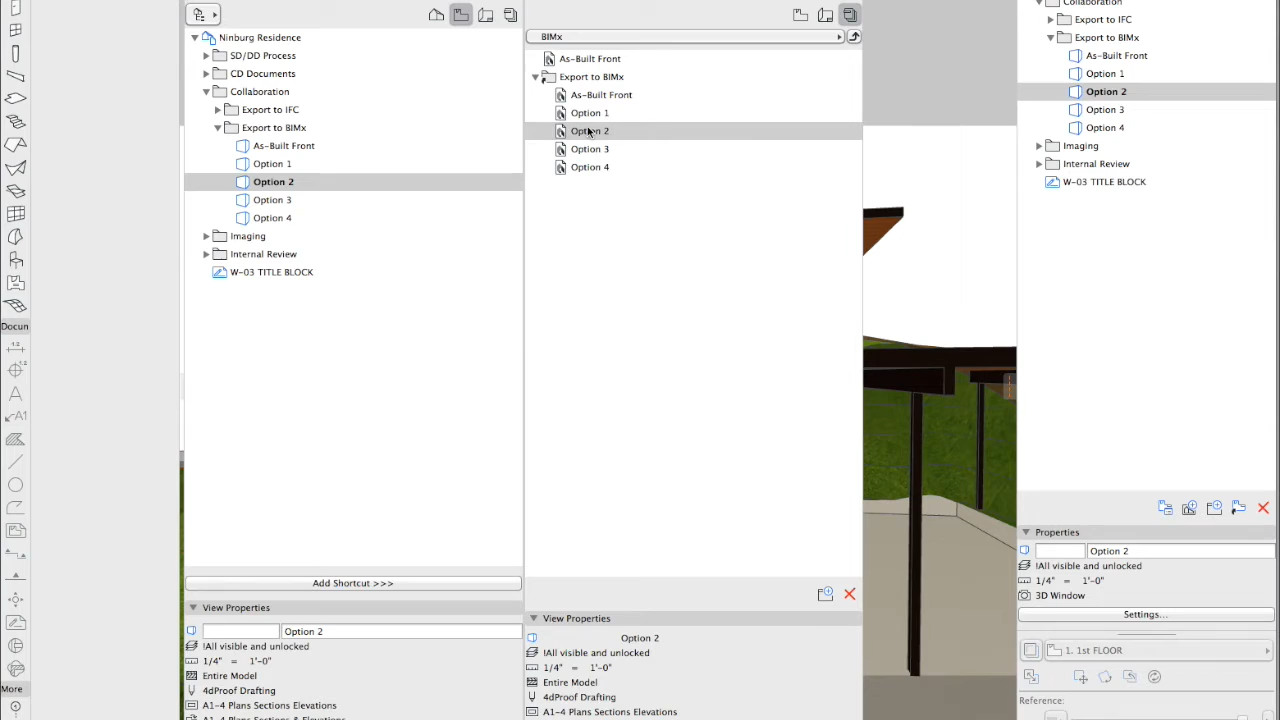 Ninburg Residence
SD/DD Process
CD Documents
Collaboration
Export to IFC
Export to BIMx
As-Built Front
Option 1
Option 2
Option 3
Option 4
Imaging
Internal Review
W-03 TITLE BLOCK
Docun
A
A1
More
Add Shortcut >>>
View Properties
Option 2
!All visible and unlocked
1/4" = 1'-0"
Entire Model
4dProof Drafting
A1-4 Plans Sections Elevations
A1-4 Plans Sections & Elevations
BIMx
As-Built Front
Export to BIMx
As-Built Front
Option 1
Option 2
Option 3
Option 4
View Properties
Option 2
!All visible and unlocked
1/4" = 1'-0"
Entire Model
4dProof Drafting
A1-4 Plans Sections Elevations
Collaboration
Export to IFC
Export to BIMx
As-Built Front
Option 1
Option 2
Option 3
Option 4
Imaging
Internal Review
W-03 TITLE BLOCK
Properties
Option 2
!All visible and unlocked
1/4" = 1'-0"
3D Window
Settings...
1. 1st FLOOR
Reference: